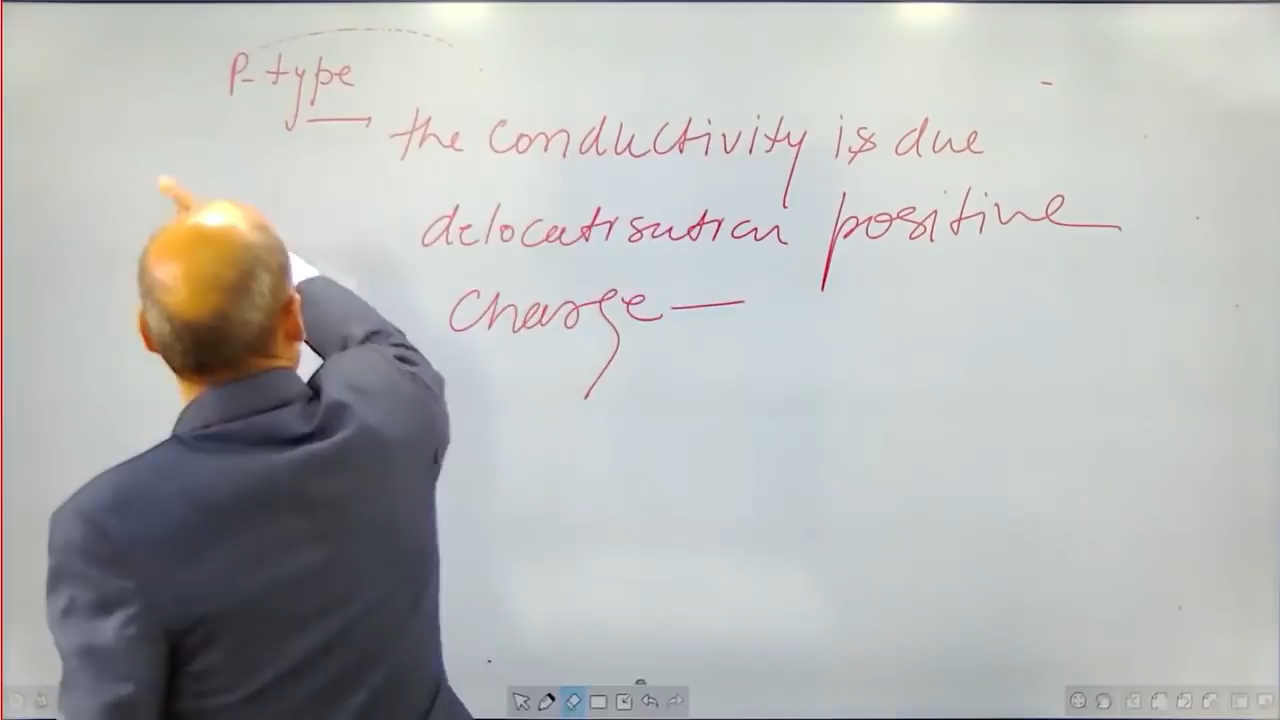 P-type
the conductivity is due
delocatisation positive
charge —